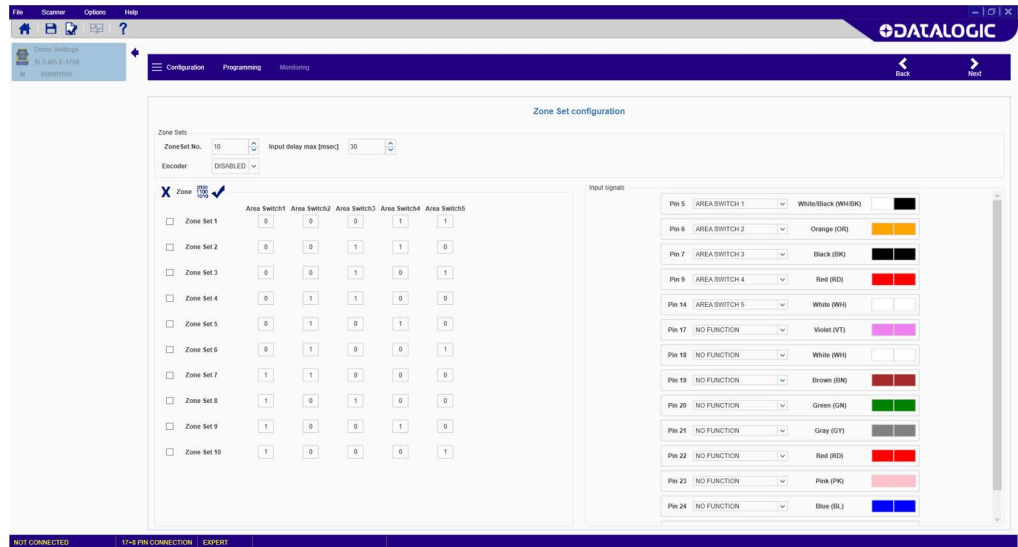 File Scanner Options Help
DATALOGIC
Demo Settings
M 958001090
Configuration Programming Monitoring Back Next
Zone Set configuration
Zone Sets
ZoneSet No. 10 Input delay max [msec] 30
Encoder DISABLED
X Zone 0101 1100 1010
Input signals
Area Switch1 Area Switch2 Area Switch3 Area Switch4 Area Switch5
Zone Set 1 0 0 0 1 1
Zone Set 2 0 0 1 1 0
Zone Set 3 0 0 1 0 1
Zone Set 4 0 1 1 0 0
Zone Set 5 0 1 0 1 0
Zone Set 6 0 1 0 0 1
Zone Set 7 1 1 0 0 0
Zone Set 8 1 0 1 0 0
Zone Set 9 1 0 0 1 0
Zone Set 10 1 0 0 0 1
Pin 5 AREA SWITCH 1 White/Black (WH/BK)
Pin 6 AREA SWITCH 2 Orange (OR)
Pin 7 AREA SWITCH 3 Black (BK)
Pin 9 AREA SWITCH 4 Red (RD)
Pin 14 AREA SWITCH 5 White (WH)
Pin 17 NO FUNCTION Violet (VT)
Pin 18 NO FUNCTION White (WH)
Pin 19 NO FUNCTION Brown (BN)
Pin 20 NO FUNCTION Green (GN)
Pin 21 NO FUNCTION Gray (GY)
Pin 22 NO FUNCTION Red (RD)
Pin 23 NO FUNCTION Pink (PK)
Pin 24 NO FUNCTION Blue (BL)
NOT CONNECTED 17+8 PIN CONNECTION EXPERT